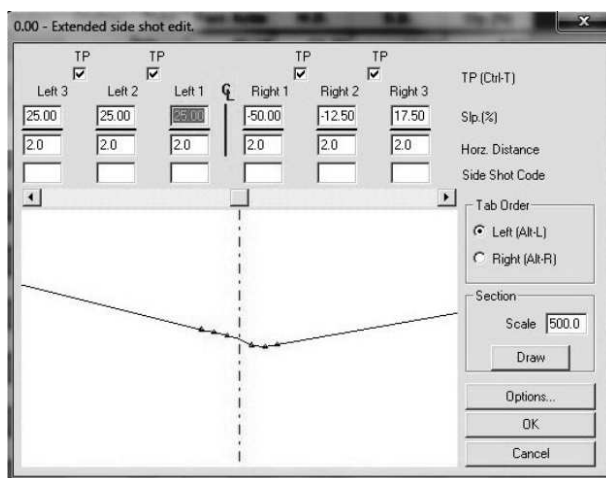 0.00 - Extended side shot edit.
TP TP TP TP TP (Ctrl-T)
Left 3 Left 2 Left 1 ℄ Right 1 Right 2 Right 3
25.00 25.00 25.00 -50.00 -12.50 17.50 Slp.(%)
2.0 2.0 2.0 2.0 2.0 2.0 Horz. Distance
Side Shot Code
Tab Order
Left (Alt-L)
Right (Alt-R)
Section
Scale 500.0
Draw
Options...
OK
Cancel